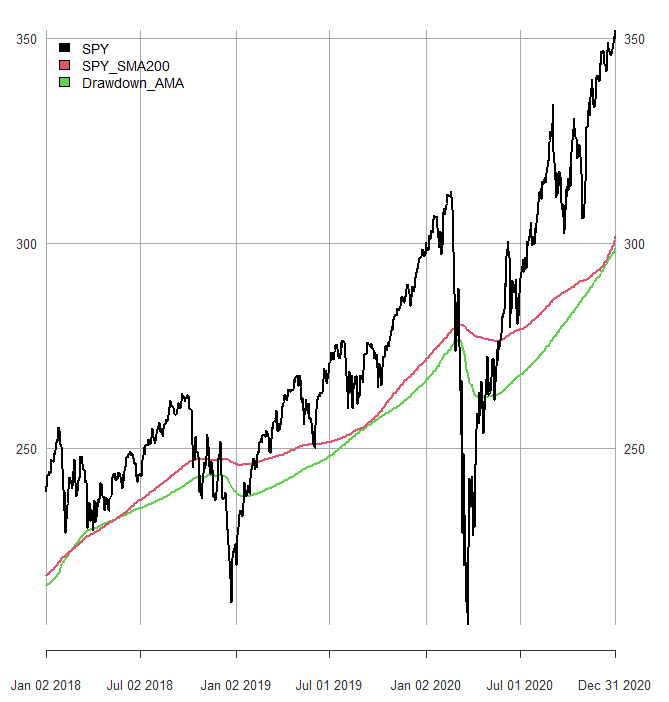 350
350
SPY
SPY_SMA200
Drawdown_AMA
300
300
250
250
Jan 02 2018
Jul 02 2018
Jan 02 2019
Jul 01 2019
Jan 02 2020
Jul 01 2020
Dec 31 2020